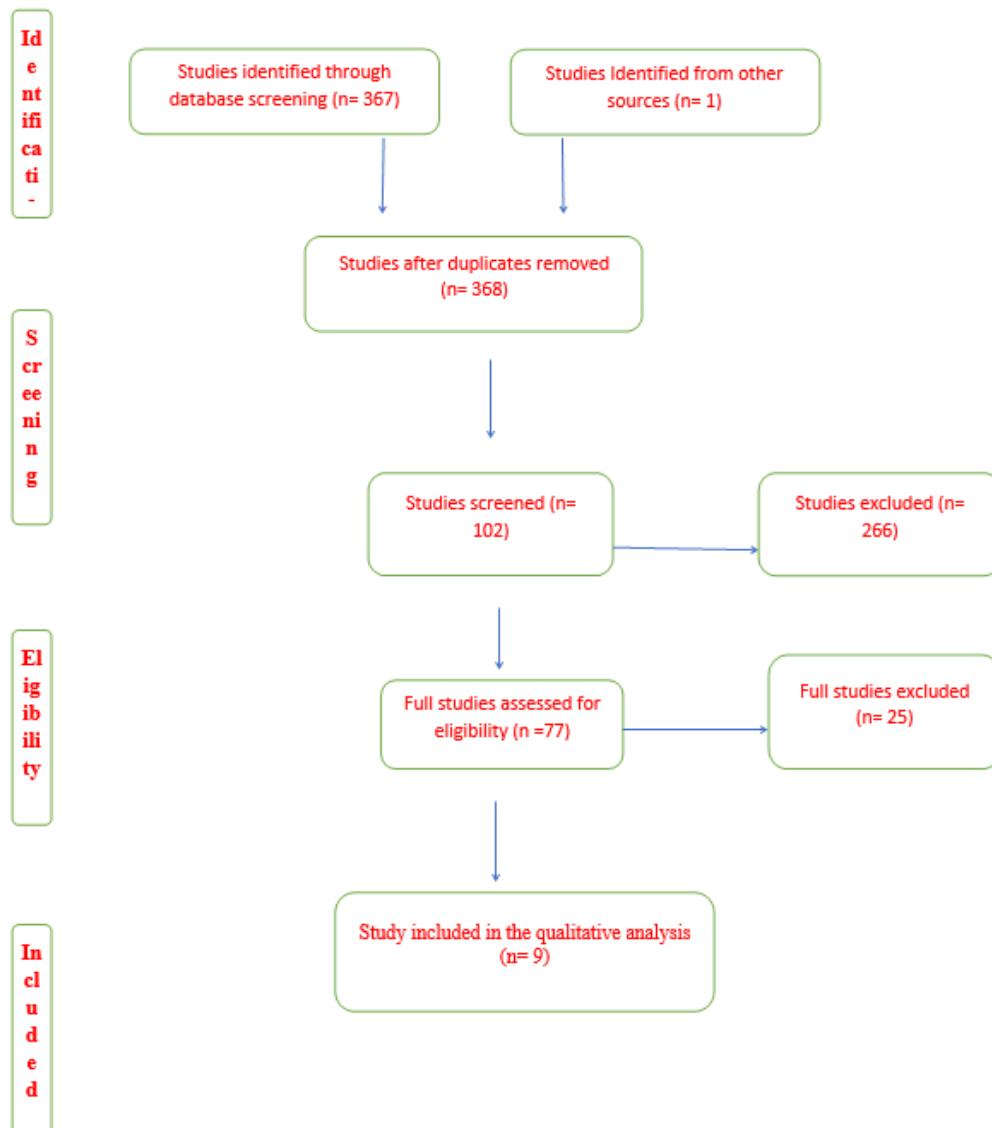 Id
e
nt
ifi
ca
ti
-
Studies identified through
database screening (n= 367)
Studies Identified from other
sources (n= 1)
Studies after duplicates removed
(n= 368)
S
cr
ee
ni
n
g
Studies screened (n=
102)
Studies excluded (n=
266)
El
ig
ib
ili
ty
Full studies assessed for
eligibility (n =77)
Full studies excluded
(n= 25)
In
cl
u
d
e
d
Study included in the qualitative analysis
(n= 9)